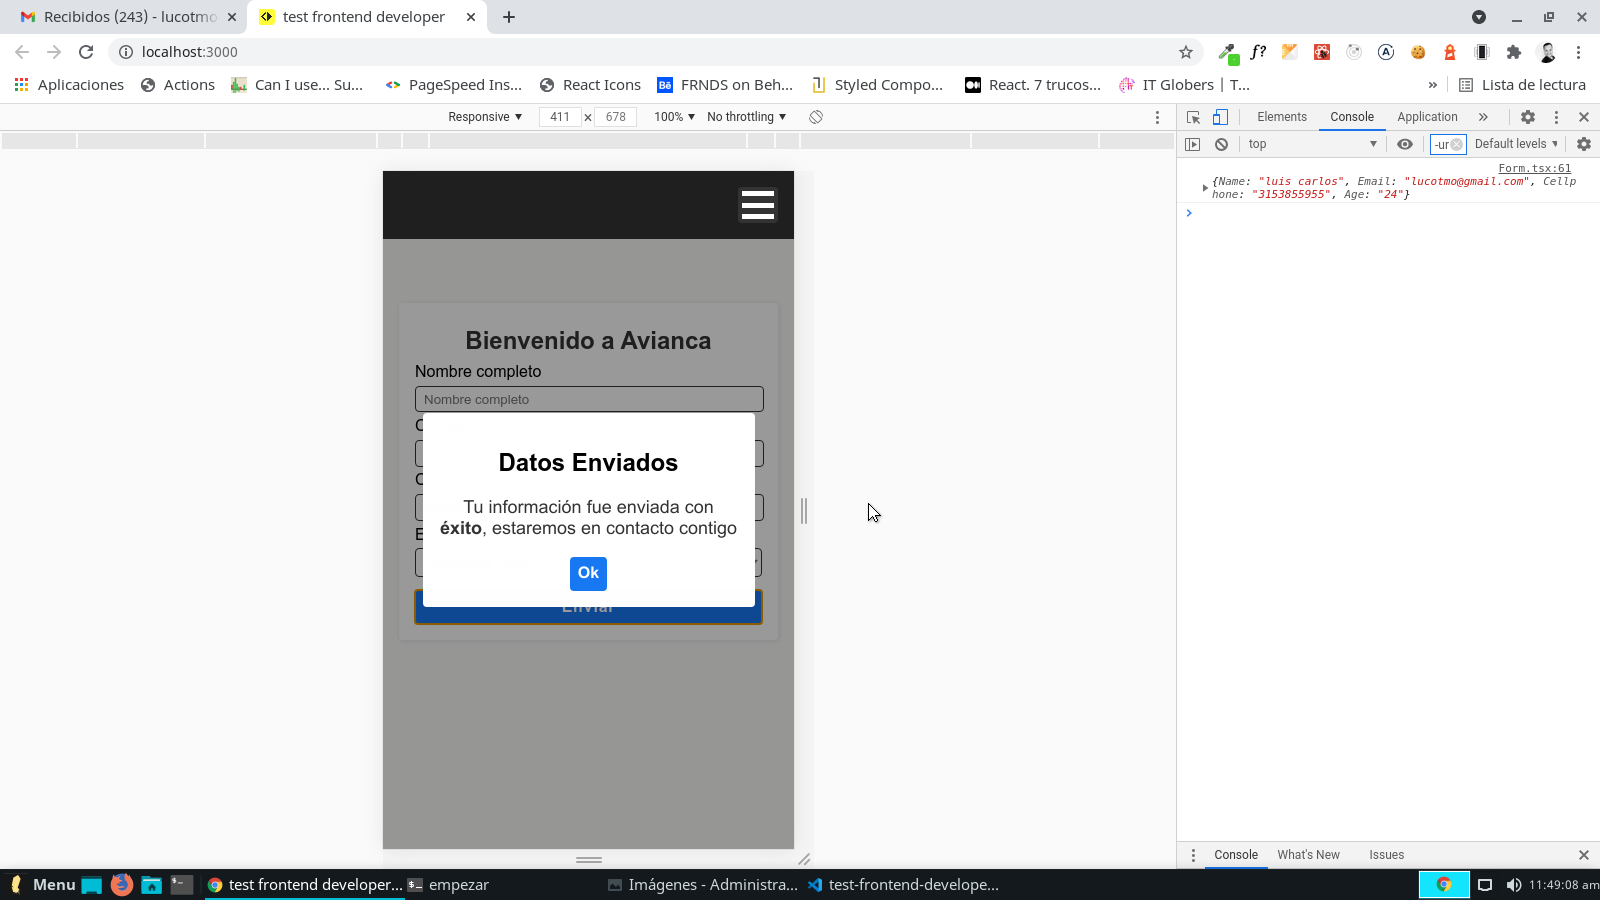 Recibidos (243) - lucotmo
test frontend developer
localhost:3000
f?
Aplicaciones
Actions
Can I use... Su...
PageSpeed Ins...
React Icons
Bē FRNDS on Beh...
Styled Compo...
React. 7 trucos...
IT Globers | T...
»
Lista de lectura
Responsive
411 × 678
100%
No throttling
Elements
Console
Application
»
top
-ur
Default levels
Form.tsx:61
{Name: "luis carlos", Email: "lucotmo@gmail.com", Cellp
hone: "3153855955", Age: "24"}
Bienvenido a Avianca
Nombre completo
Nombre completo
C
C
E
Datos Enviados
Tu información fue enviada con
éxito, estaremos en contacto contigo
Ok
Enviar
Console
What's New
Issues
Menu
test frontend developer...
empezar
Imágenes - Administra...
test-frontend-develope...
11:49:08 am